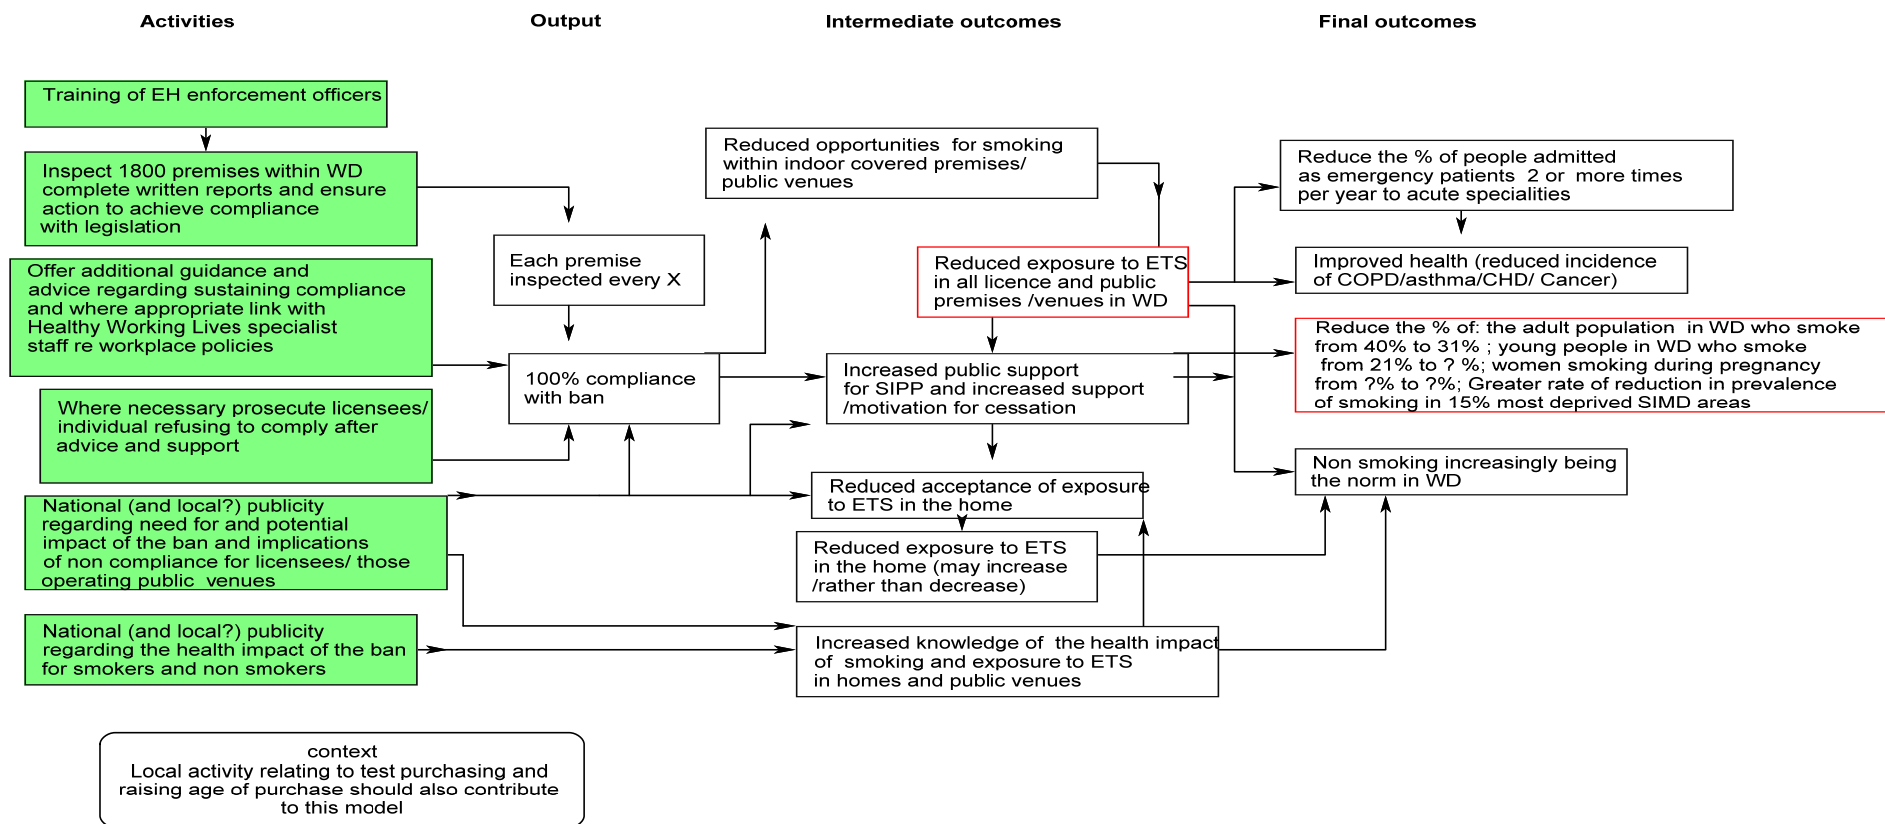 Activities
Output
Intermediate outcomes
Final outcomes
Training of EH enforcement officers
Inspect 1800 premises within WD
complete written reports and ensure
action to achieve compliance
with legislation
Offer additional guidance and
advice regarding sustaining compliance
and where appropriate link with
Healthy Working Lives specialist
staff re workplace policies
Where necessary prosecute licensees/
individual refusing to comply after
advice and support
National (and local?) publicity
regarding need for and potential
impact of the ban and implications
of non compliance for licensees/ those
operating public venues
National (and local?) publicity
regarding the health impact of the ban
for smokers and non smokers
Each premise
inspected every X
100% compliance
with ban
Reduced opportunities for smoking
within indoor covered premises/
public venues
Reduced exposure to ETS
in all licence and public
premises /venues in WD
Increased public support
for SIPP and increased support
/motivation for cessation
Reduced acceptance of exposure
to ETS in the home
Reduced exposure to ETS
in the home (may increase
/rather than decrease)
Increased knowledge of the health impact
of smoking and exposure to ETS
in homes and public venues
Reduce the % of people admitted
as emergency patients 2 or more times
per year to acute specialities
Improved health (reduced incidence
of COPD/asthma/CHD/ Cancer)
Reduce the % of: the adult population in WD who smoke
from 40% to 31% ; young people in WD who smoke
from 21% to ? %; women smoking during pregnancy
from ?% to ?%; Greater rate of reduction in prevalence
of smoking in 15% most deprived SIMD areas
Non smoking increasingly being
the norm in WD
context
Local activity relating to test purchasing and
raising age of purchase should also contribute
to this model